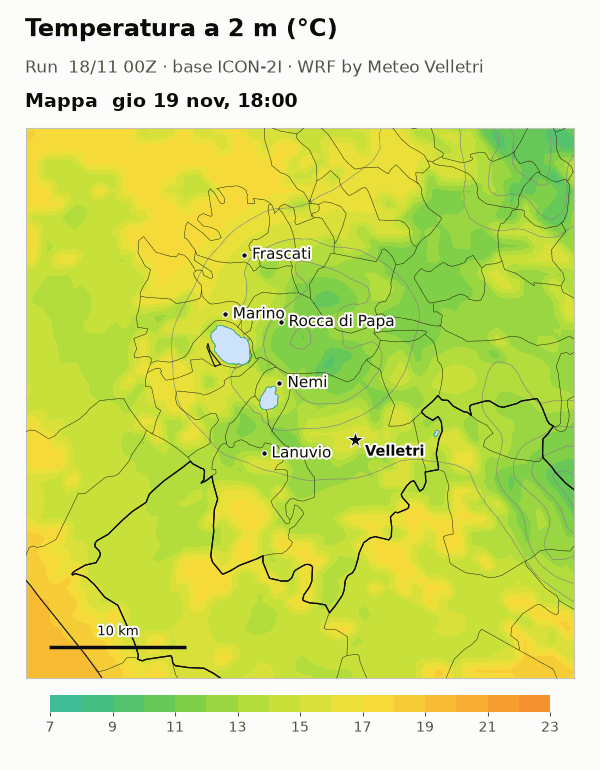 Temperatura a 2 m (°C)
Run  18/11 00Z · base ICON-2I · WRF by Meteo Velletri
Mappa  gio 19 nov, 18:00
Frascati
Marino
Rocca di Papa
Nemi
Velletri
Lanuvio
10 km
7 9 11 13 15 17 19 21 23